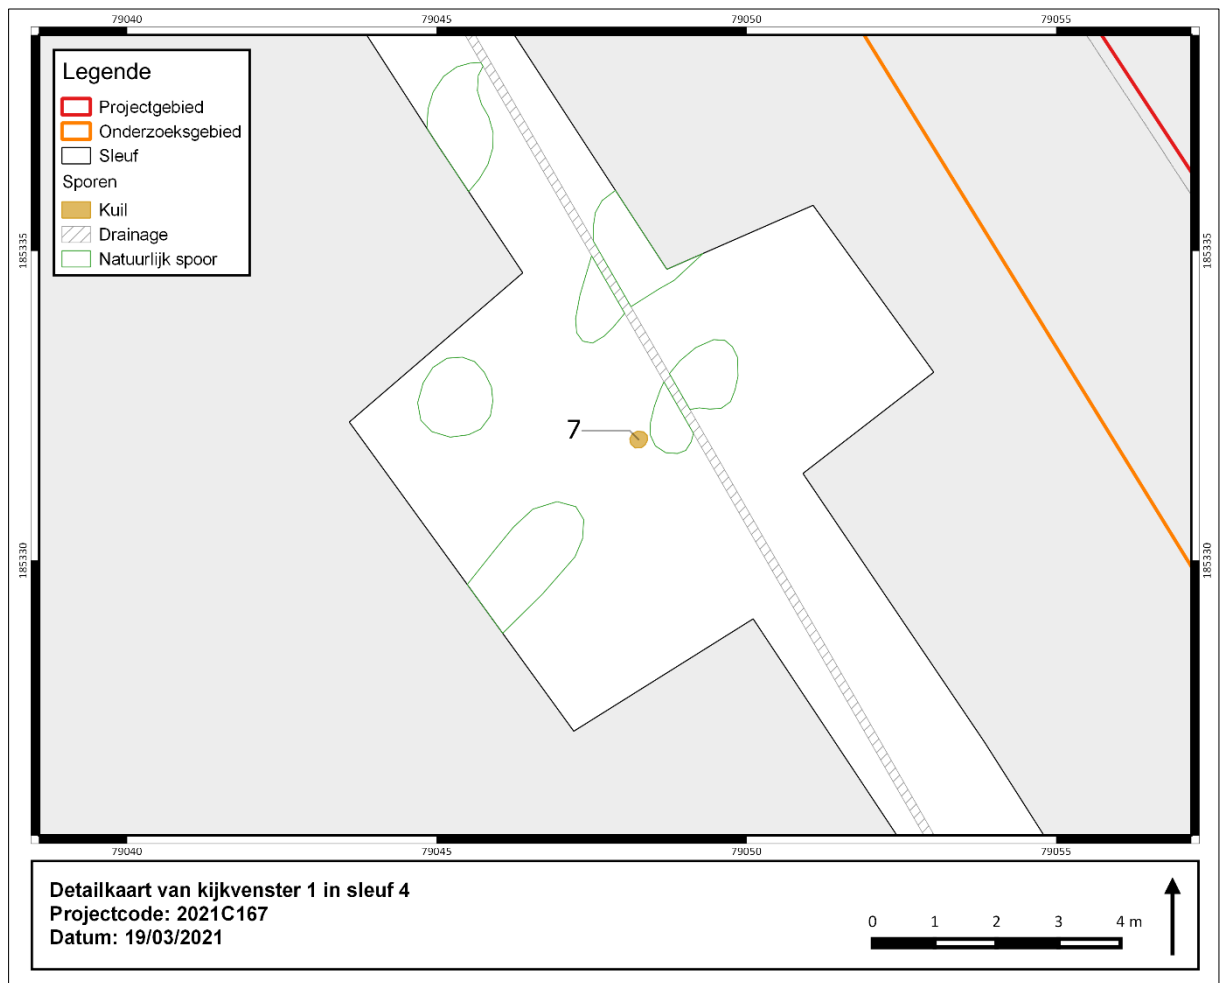 79040 79045 79050 79055
Legende
Projectgebied
Onderzoeksgebied
Sleuf
Sporen
Kuil
Drainage
Natuurlijk spoor
185335 185335
7
185330 185330
79040 79045 79050 79055
Detailkaart van kijkvenster 1 in sleuf 4
Projectcode: 2021C167
Datum: 19/03/2021
0 1 2 3 4 m